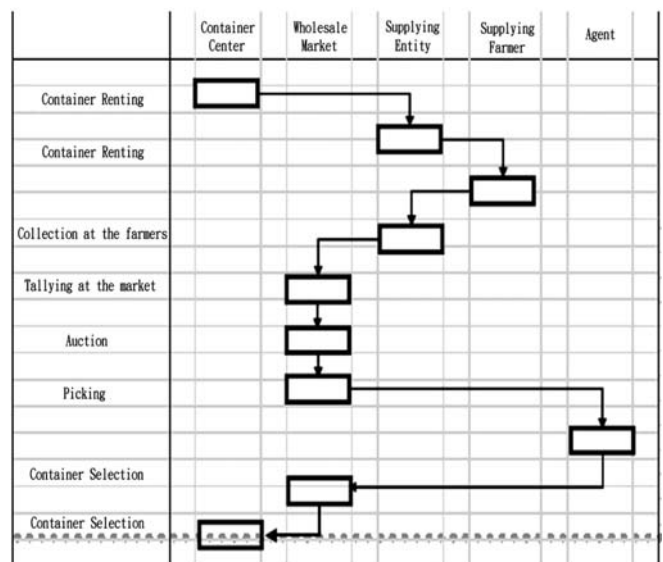 Container
Center
Wholesale
Market
Supplying
Entity
Supplying
Farmer
Agent
Container Renting
Container Renting
Collection at the farmers
Tallying at the market
Auction
Picking
Container Selection
Container Selection